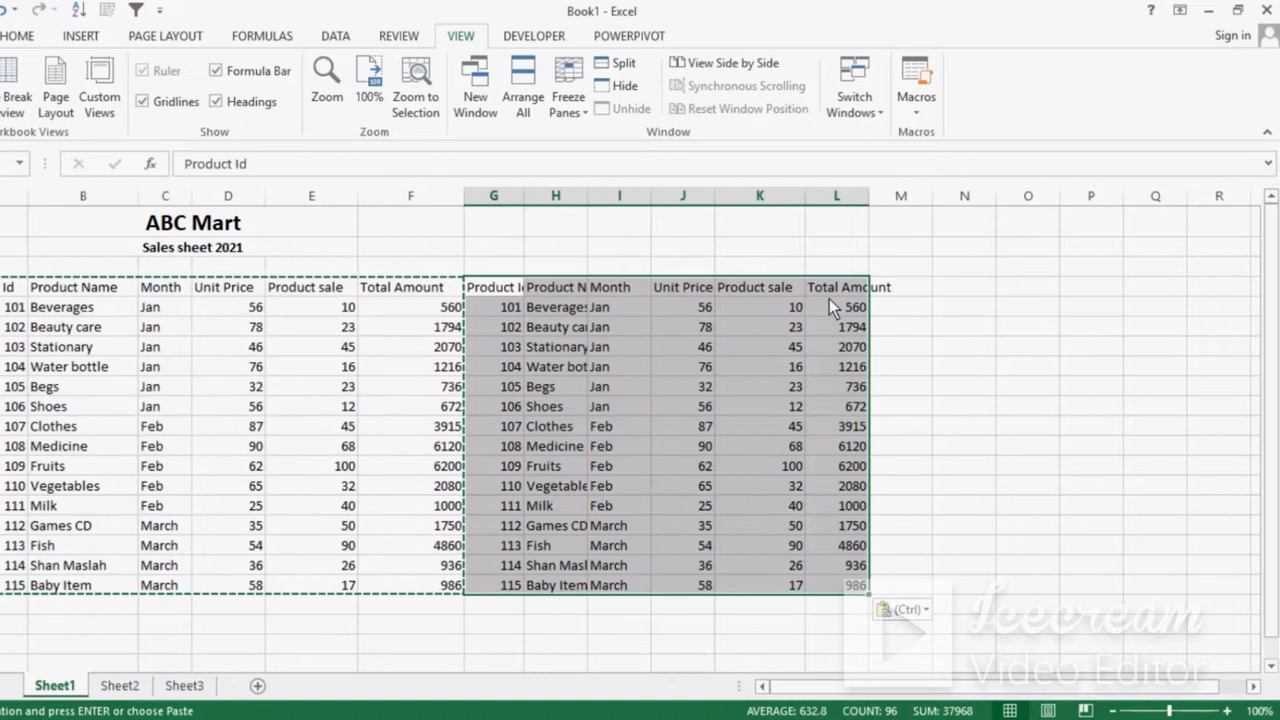 Book1 - Excel
Sign in
HOME INSERT PAGE LAYOUT FORMULAS DATA REVIEW VIEW DEVELOPER POWERPIVOT
Ruler Formula Bar
Gridlines Headings
Break
Page Layout
Custom Views
Show
Zoom
100%
Zoom to Selection
Zoom
New Window
Arrange All
Freeze Panes
Split
Hide
Unhide
View Side by Side
Synchronous Scrolling
Reset Window Position
Window
Switch Windows
Macros
Macros
Product Id
B C D E F G H I J K L M N O P Q R
ABC Mart
Sales sheet 2021
Id Product Name Month Unit Price Product sale Total Amount Product I Product N Month Unit Price Product sale Total Amount
101 Beverages Jan 56 10 560 101 Beverages Jan 56 10 560
102 Beauty care Jan 78 23 1794 102 Beauty ca Jan 78 23 1794
103 Stationary Jan 46 45 2070 103 Stationary Jan 46 45 2070
104 Water bottle Jan 76 16 1216 104 Water bot Jan 76 16 1216
105 Begs Jan 32 23 736 105 Begs Jan 32 23 736
106 Shoes Jan 56 12 672 106 Shoes Jan 56 12 672
107 Clothes Feb 87 45 3915 107 Clothes Feb 87 45 3915
108 Medicine Feb 90 68 6120 108 Medicine Feb 90 68 6120
109 Fruits Feb 62 100 6200 109 Fruits Feb 62 100 6200
110 Vegetables Feb 65 32 2080 110 Vegetable Feb 65 32 2080
111 Milk Feb 25 40 1000 111 Milk Feb 25 40 1000
112 Games CD March 35 50 1750 112 Games CD March 35 50 1750
113 Fish March 54 90 4860 113 Fish March 54 90 4860
114 Shan Maslah March 36 26 936 114 Shan Masl March 36 26 936
115 Baby Item March 58 17 986 115 Baby Item March 58 17 986
(Ctrl)
Icecream
Video Editor
Sheet1 Sheet2 Sheet3
and press ENTER or choose Paste AVERAGE: 632.8 COUNT: 96 SUM: 37968 100%